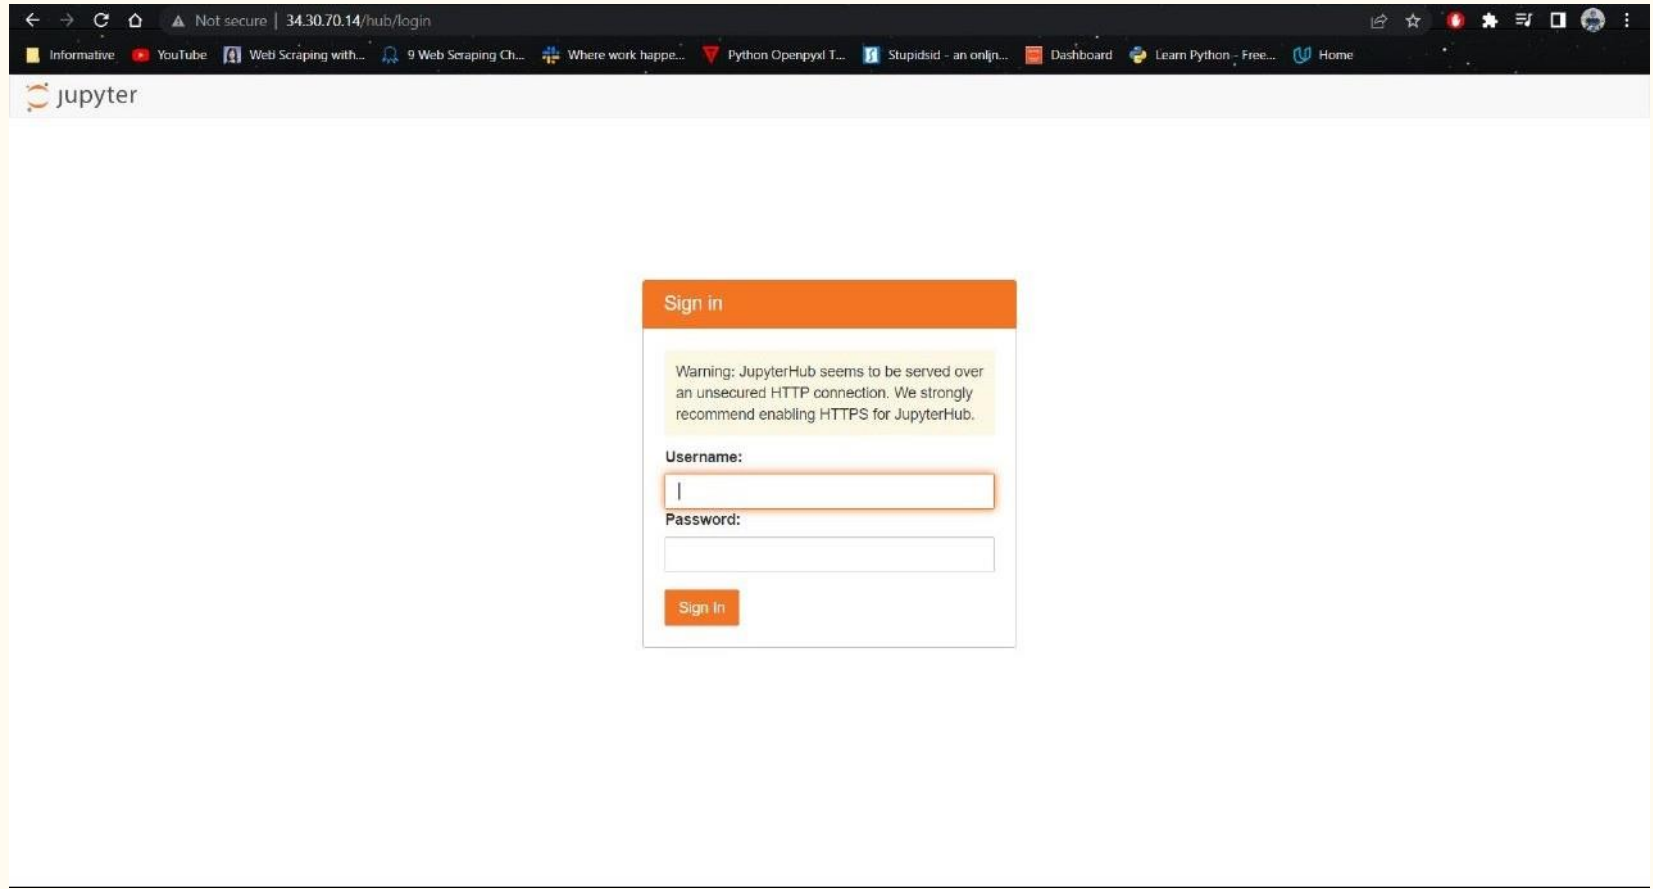 Not secure | 34.30.70.14/hub/login
Informative YouTube Web Scraping with... 9 Web Scraping Ch... Where work happe... Python Openpyxl T... Stupidsid - an onlin... Dashboard Learn Python - Free... Home
jupyter
Sign in
Warning: JupyterHub seems to be served over
an unsecured HTTP connection. We strongly
recommend enabling HTTPS for JupyterHub.
Username:
Password:
Sign In